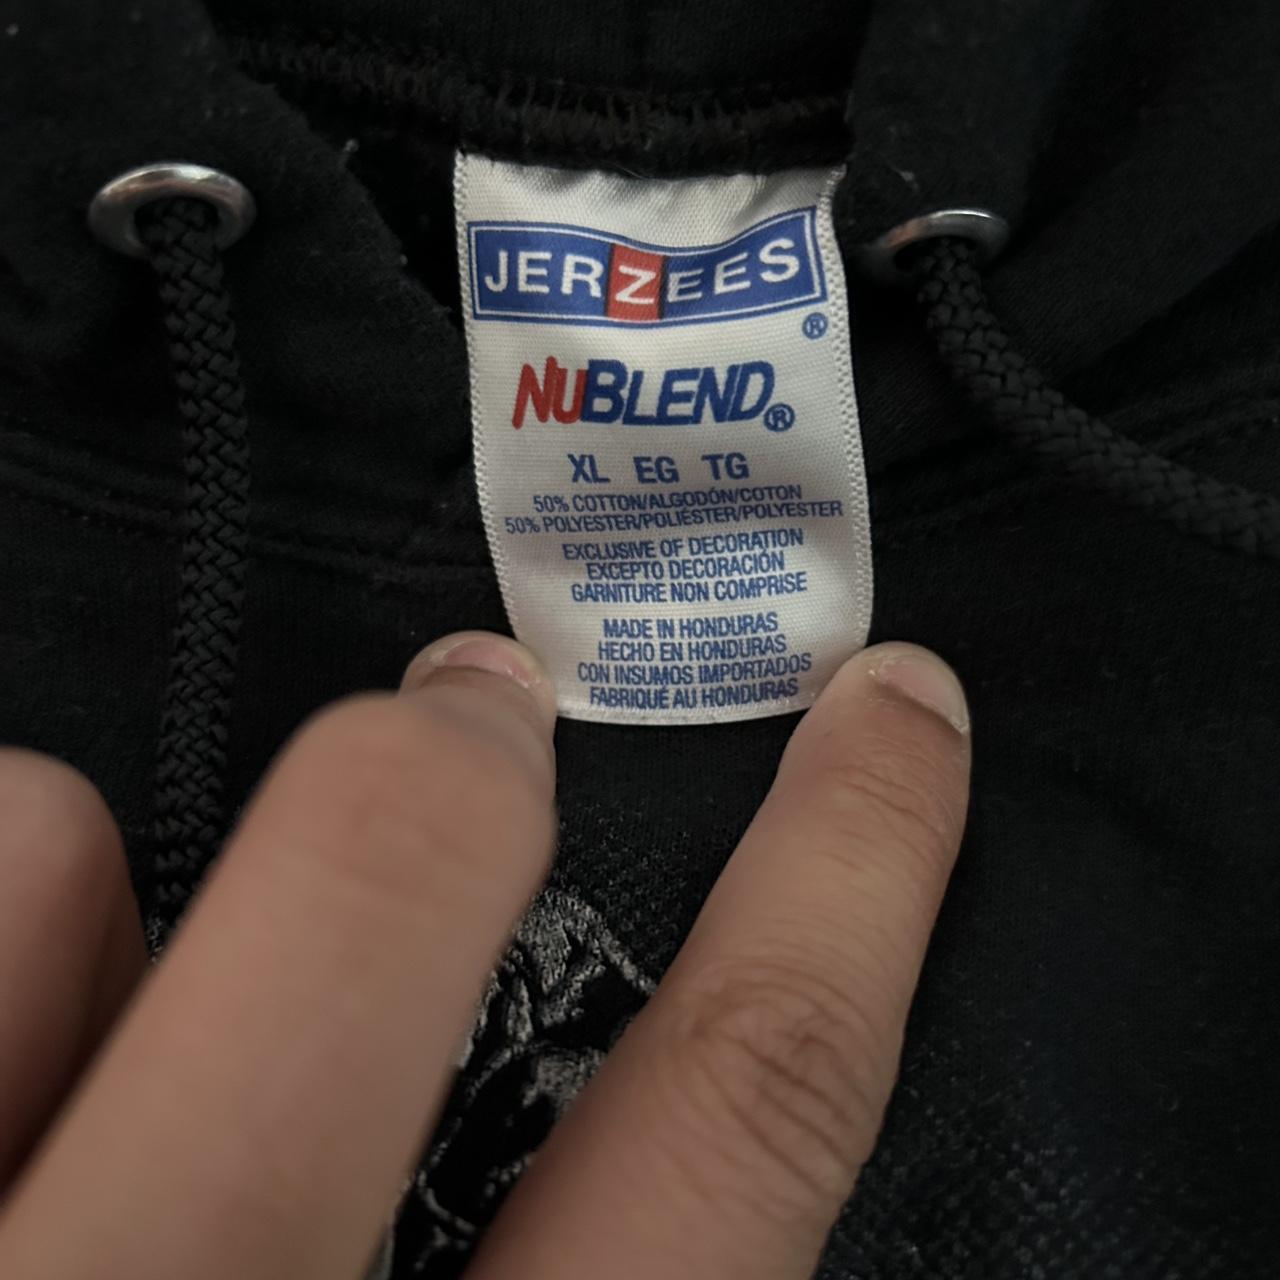 JERZEES
®
NUBLEND®
XL EG TG
50% COTTON/ALGODÓN/COTON
50% POLYESTER/POLIÉSTER/POLYESTER
EXCLUSIVE OF DECORATION
EXCEPTO DECORACIÓN
GARNITURE NON COMPRISE
MADE IN HONDURAS
HECHO EN HONDURAS
CON INSUMOS IMPORTADOS
FABRIQUÉ AU HONDURAS